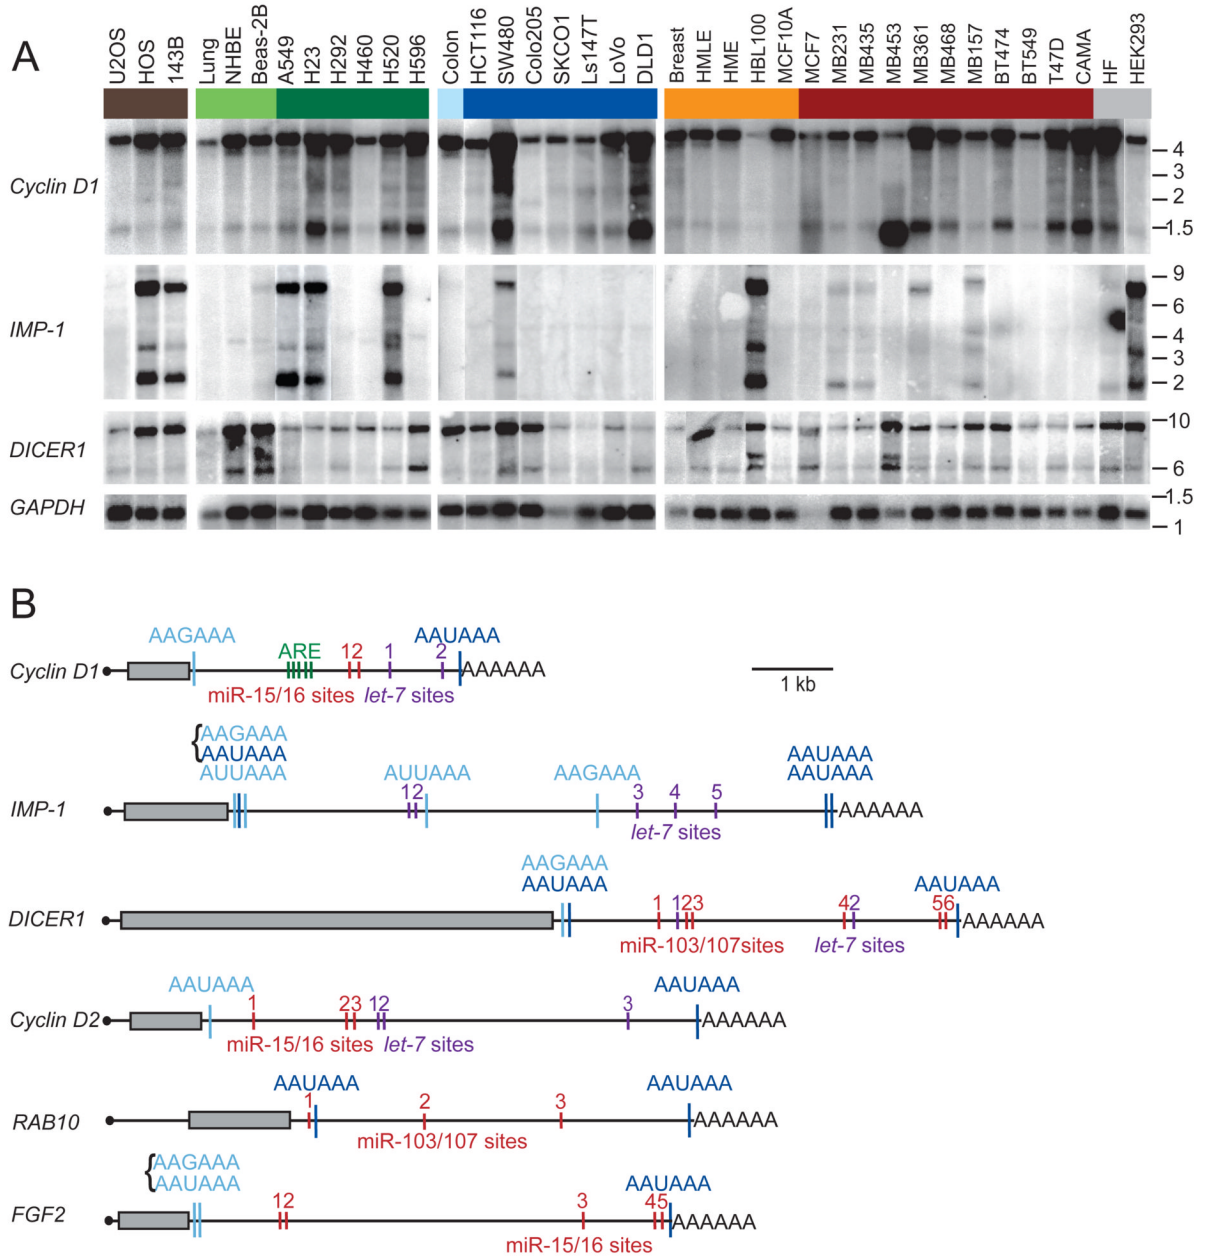 A
U2OS HOS 143B Lung NHBE Beas-2B A549 H23 H292 H460 H520 H596 Colon HCT116 SW480 Colo205 SKCO1 Ls147T LoVo DLD1 Breast HMLE HME HBL100 MCF10A MCF7 MB231 MB435 MB453 MB361 MB468 MB157 BT474 BT549 T47D CAMA HF HEK293
Cyclin D1
4
3
2
1.5
IMP-1
9
6
4
3
2
DICER1
10
6
GAPDH
1.5
1
B
AAGAAA AAUAAA
ARE 12 1 2
Cyclin D1 AAAAAA
miR-15/16 sites let-7 sites
1 kb
AAGAAA
AAUAAA AAUAAA
AUUAAA AUUAAA AAGAAA AAUAAA
12 3 4 5
IMP-1 AAAAAA
let-7 sites
AAGAAA
AAUAAA AAUAAA
1 123 42 56
DICER1 AAAAAA
miR-103/107sites let-7 sites
AAUAAA AAUAAA
1 23 12 3
Cyclin D2 AAAAAA
miR-15/16 sites let-7 sites
AAUAAA AAUAAA
1 2 3
RAB10 AAAAAA
miR-103/107 sites
AAGAAA
AAUAAA AAUAAA
12 3 45
FGF2 AAAAAA
miR-15/16 sites